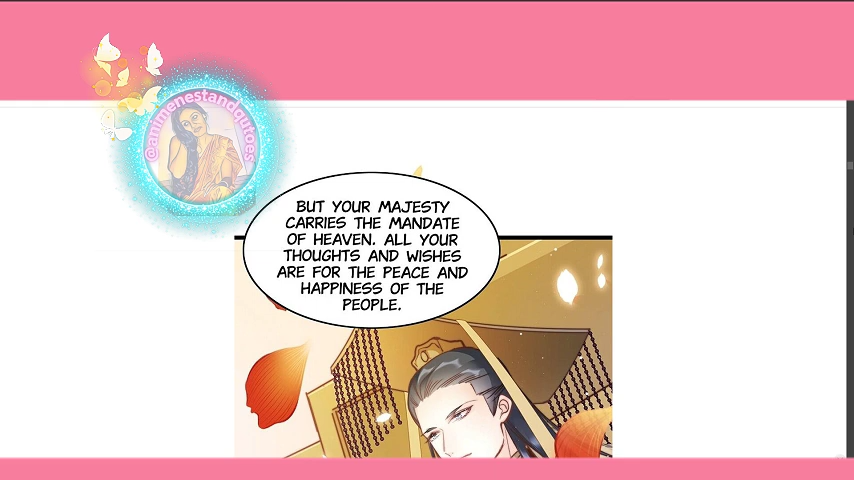 @animenestandqutoes
BUT YOUR MAJESTY
CARRIES THE MANDATE
OF HEAVEN. ALL YOUR
THOUGHTS AND WISHES
ARE FOR THE PEACE AND
HAPPINESS OF THE
PEOPLE.